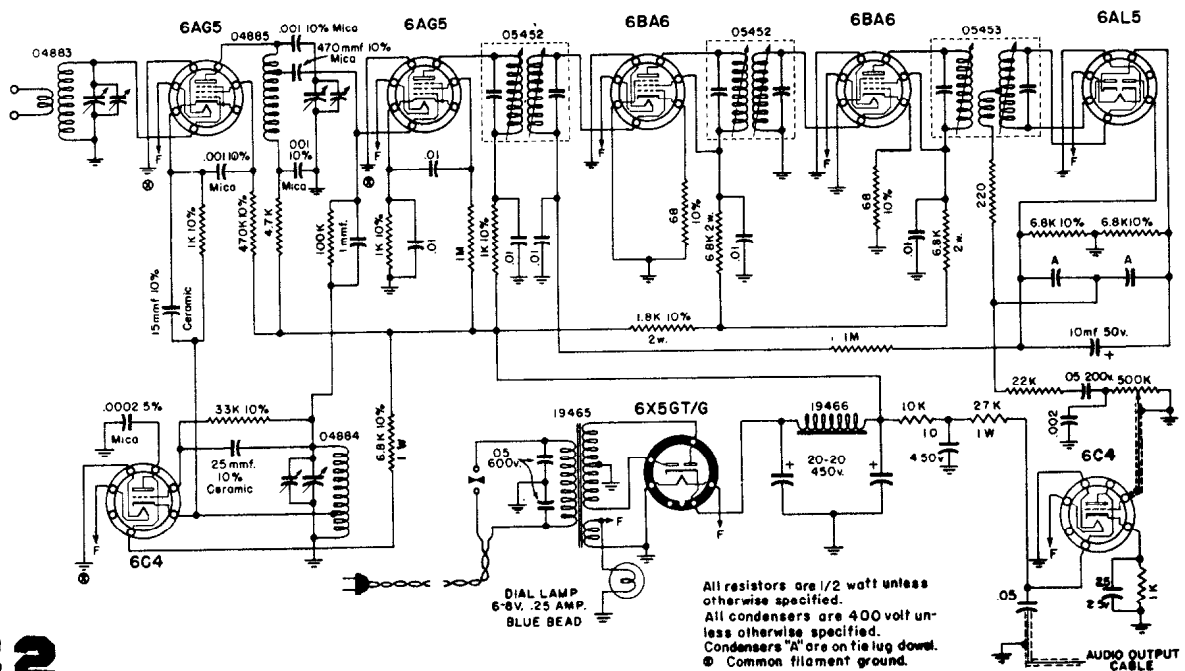 6AG5
6AG5
6BA6
6BA6
6AL5
04883
04885
.001 10% Mica
470mmf 10%
Mica
05452
05452
05453
F
F
F
F
F
.001 10%
Mica
.001
10%
Mica
.01
1K 10%
470K 10%
4.7K
100K
1mmf.
1K 10%
.01
1M
1K 10%
.01
.01
68
10%
6.8K 2w.
.01
68
10%
.01
6.8K
2w.
220
6.8K 10%
6.8K 10%
A
A
15mmf 10%
Ceramic
1.8K 10%
2w.
.1M
10mf 50v.
+
22K
.05 200v.
500K
.002
.0002 5%
Mica
33K 10%
25mmf.
10%
Ceramic
04884
6.8K 10%
1W
F
6C4
19465
.05
600v.
6X5GT/G
F
F
19466
+
20-20
450v.
+
10K
10
450v.
27K
1W
6C4
F
.05
.25
25v
1K
DIAL LAMP
6-8V. .25 AMP.
BLUE BEAD
All resistors are 1/2 watt unless
otherwise specified.
All condensers are 400 volt un-
less otherwise specified.
Condensers "A" are on tie lug dowel.
⊗ Common filament ground.
AUDIO OUTPUT
CABLE
2